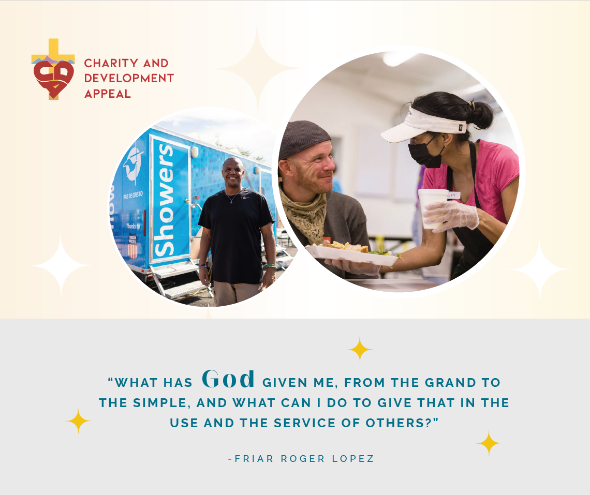 CHARITY AND
DEVELOPMENT
APPEAL
Showers
"WHAT HAS God GIVEN ME, FROM THE GRAND TO
THE SIMPLE, AND WHAT CAN I DO TO GIVE THAT IN THE
USE AND THE SERVICE OF OTHERS?"
-FRIAR ROGER LOPEZ